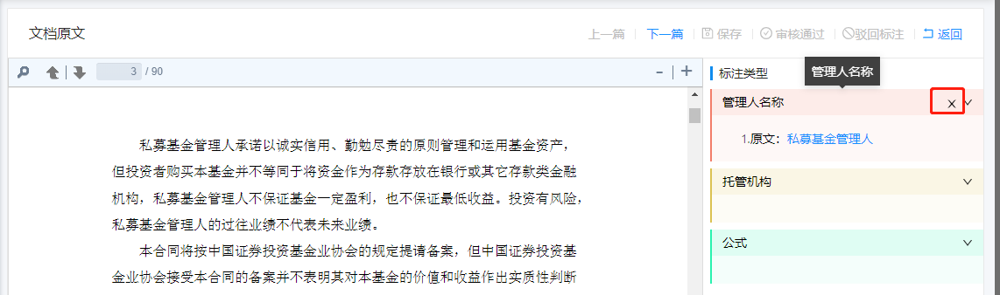 文档原文
上一篇 下一篇 保存 审核通过 驳回标注 返回
3 / 90
私募基金管理人承诺以诚实信用、勤勉尽责的原则管理和运用基金资产，
但投资者购买本基金并不等同于将资金作为存款存放在银行或其它存款类金融
机构，私募基金管理人不保证基金一定盈利，也不保证最低收益。投资有风险，
私募基金管理人的过往业绩不代表未来业绩。
本合同将按中国证券投资基金业协会的规定提请备案，但中国证券投资基
金业协会接受本合同的备案并不表明其对本基金的价值和收益作出实质性判断
标注类型
管理人名称
管理人名称 x
1.原文：私募基金管理人
托管机构
公式